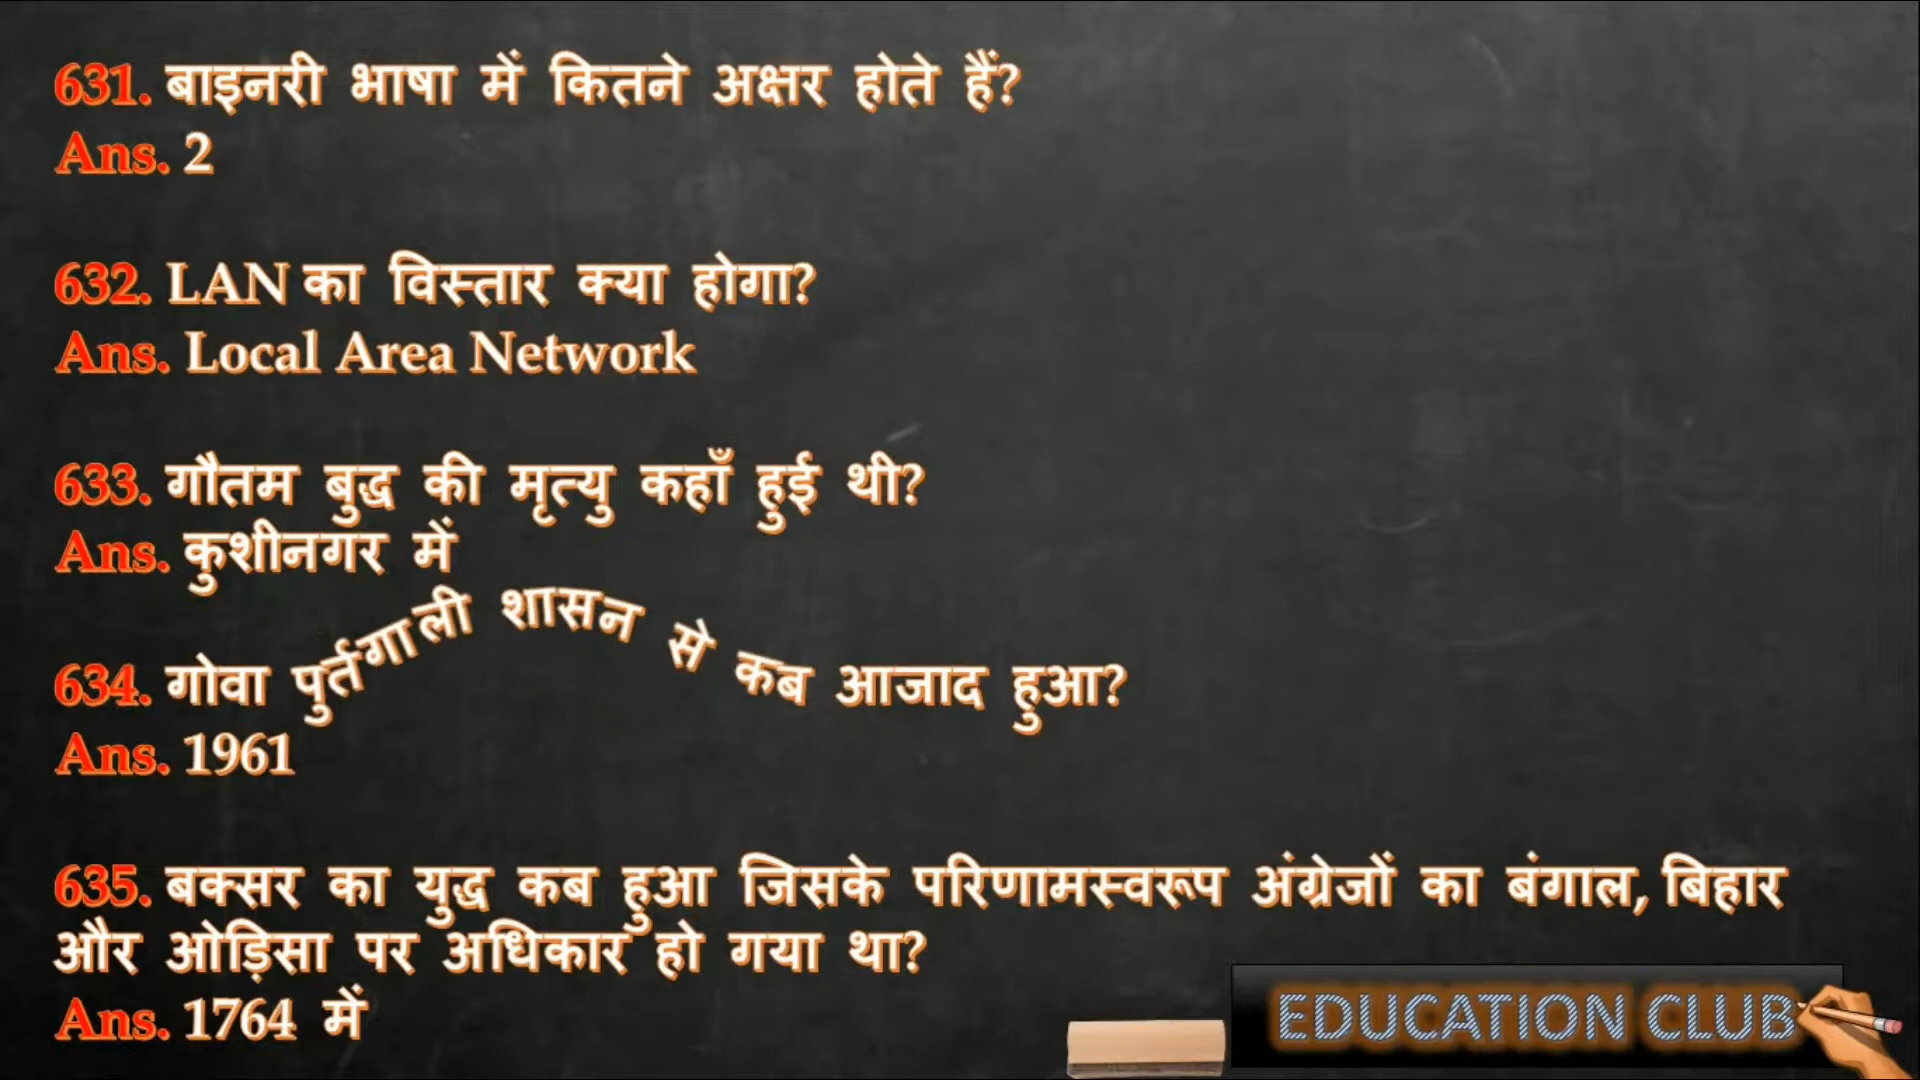 631. बाइनरी भाषा में कितने अक्षर होते हैं?
Ans. 2
632. LAN का विस्तार क्या होगा?
Ans. Local Area Network
633. गौतम बुद्ध की मृत्यु कहाँ हुई थी?
Ans. कुशीनगर में
634. गोवा पुर्तगाली शासन से कब आजाद हुआ?
Ans. 1961
635. बक्सर का युद्ध कब हुआ जिसके परिणामस्वरूप अंग्रेजों का बंगाल, बिहार
और ओड़िसा पर अधिकार हो गया था?
Ans. 1764 में
EDUCATION CLUB